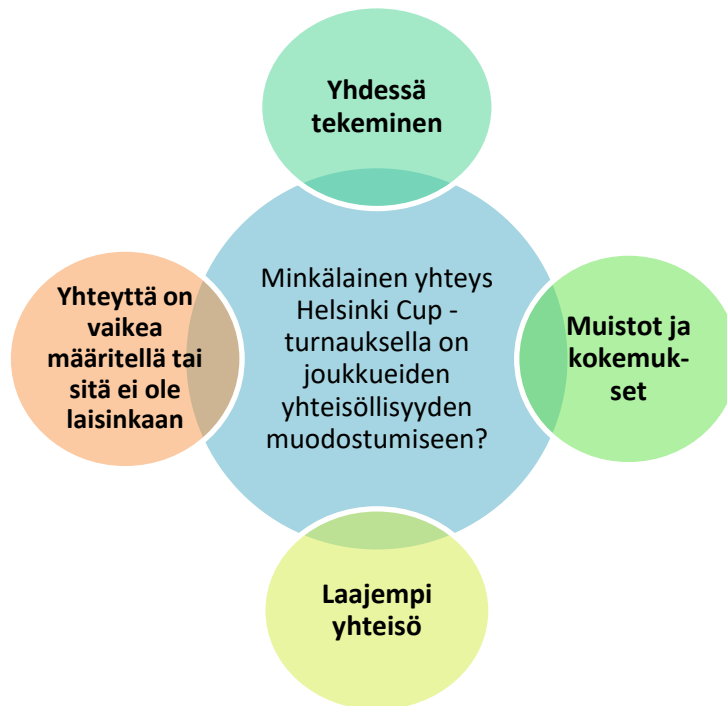 Yhdessä
tekeminen
Minkälainen yhteys
Helsinki Cup -
turnauksella on
joukkueiden
yhteisöllisyyden
muodostumiseen?
Yhteyttä on
vaikea
määritellä tai
sitä ei ole
laisinkaan
Muistot ja
kokemuk-
set
Laajempi
yhteisö